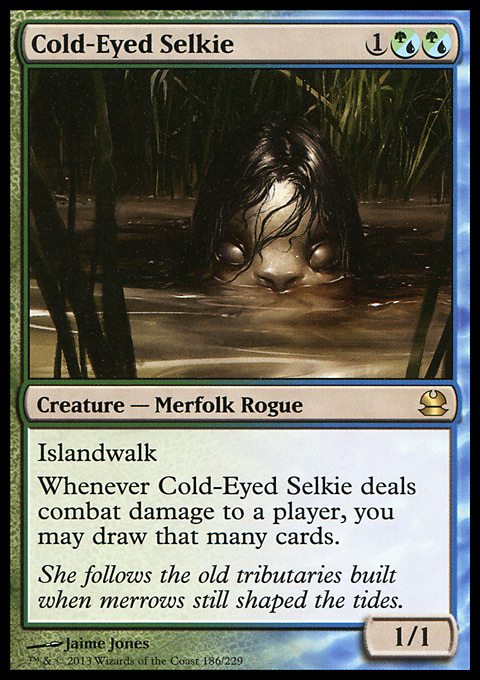 Cold-Eyed Selkie 1
Creature — Merfolk Rogue
Islandwalk
Whenever Cold-Eyed Selkie deals
combat damage to a player, you
may draw that many cards.
She follows the old tributaries built
when merrows still shaped the tides.
1/1
Jaime Jones
™ & © 2013 Wizards of the Coast 186/229